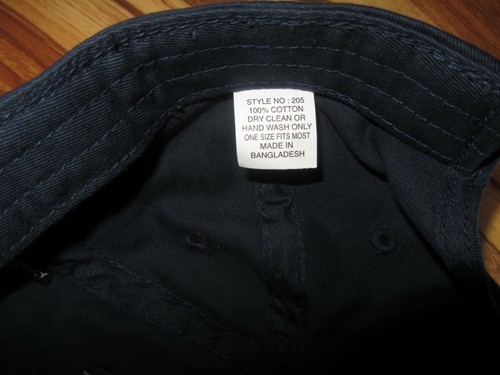 STYLE NO : 205
100% COTTON
DRY CLEAN OR
HAND WASH ONLY
ONE SIZE FITS MOST
MADE IN
BANGLADESH